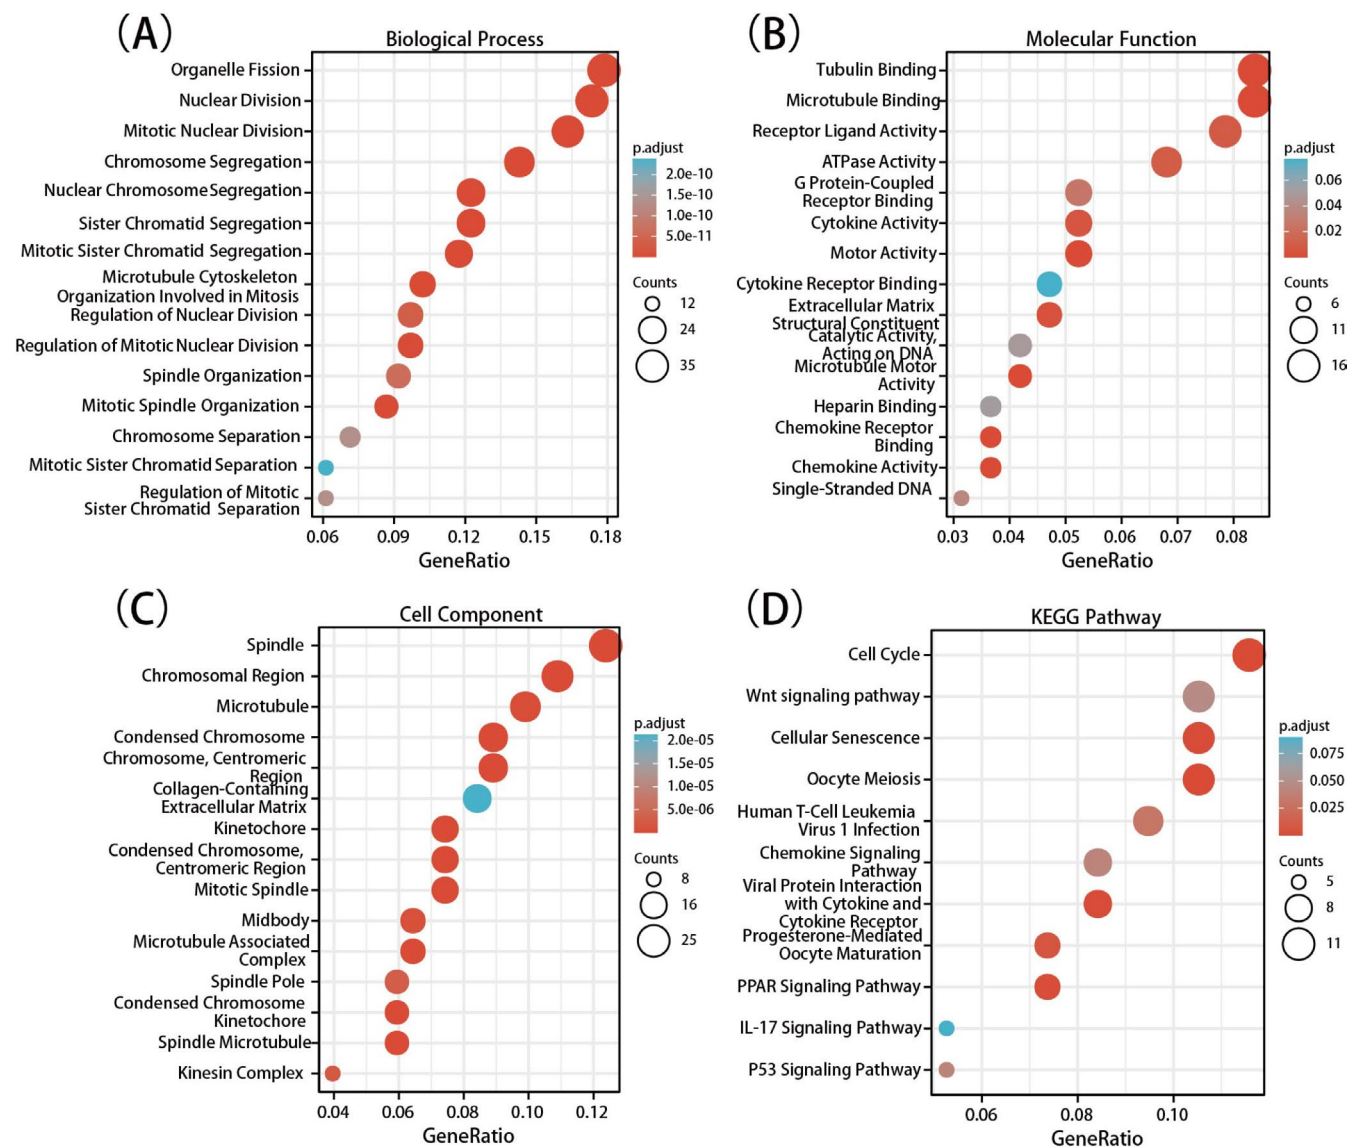 (A)
Biological Process
Organelle Fission
Nuclear Division
Mitotic Nuclear Division
Chromosome Segregation
Nuclear Chromosome Segregation
Sister Chromatid Segregation
Mitotic Sister Chromatid Segregation
Microtubule Cytoskeleton
Organization Involved in Mitosis
Regulation of Nuclear Division
Regulation of Mitotic Nuclear Division
Spindle Organization
Mitotic Spindle Organization
Chromosome Separation
Mitotic Sister Chromatid Separation
Regulation of Mitotic
Sister Chromatid Separation
0.06 0.09 0.12 0.15 0.18
GeneRatio
p.adjust
2.0e-10
1.5e-10
1.0e-10
5.0e-11
Counts
12
24
35
(B)
Molecular Function
Tubulin Binding
Microtubule Binding
Receptor Ligand Activity
ATPase Activity
G Protein-Coupled
Receptor Binding
Cytokine Activity
Motor Activity
Cytokine Receptor Binding
Extracellular Matrix
Structural Constituent
Catalytic Activity,
Acting on DNA
Microtubule Motor
Activity
Heparin Binding
Chemokine Receptor
Binding
Chemokine Activity
Single-Stranded DNA
0.03 0.04 0.05 0.06 0.07 0.08
GeneRatio
p.adjust
0.06
0.04
0.02
Counts
6
11
16
(C)
Cell Component
Spindle
Chromosomal Region
Microtubule
Condensed Chromosome
Chromosome, Centromeric
Region
Collagen-Containing
Extracellular Matrix
Kinetochore
Condensed Chromosome,
Centromeric Region
Mitotic Spindle
Midbody
Microtubule Associated
Complex
Spindle Pole
Condensed Chromosome
Kinetochore
Spindle Microtubule
Kinesin Complex
0.04 0.06 0.08 0.10 0.12
GeneRatio
p.adjust
2.0e-05
1.5e-05
1.0e-05
5.0e-06
Counts
8
16
25
(D)
KEGG Pathway
Cell Cycle
Wnt signaling pathway
Cellular Senescence
Oocyte Meiosis
Human T-Cell Leukemia
Virus 1 Infection
Chemokine Signaling
Pathway
Viral Protein Interaction
with Cytokine and
Cytokine Receptor
Progesterone-Mediated
Oocyte Maturation
PPAR Signaling Pathway
IL-17 Signaling Pathway
P53 Signaling Pathway
0.06 0.08 0.10
GeneRatio
p.adjust
0.075
0.050
0.025
Counts
5
8
11